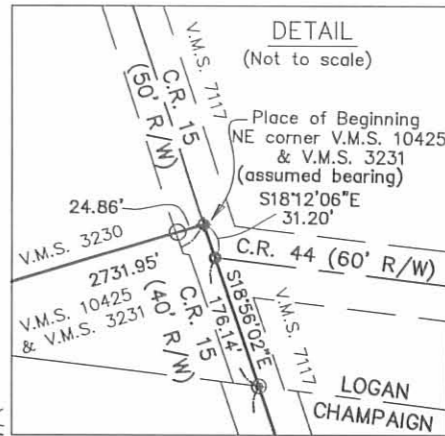 DETAIL
(Not to scale)
V.M.S. 7117
C.R. 15
(50' R/W)
Place of Beginning
NE corner V.M.S. 10425
& V.M.S. 3231
(assumed bearing)
S18°12'06"E
31.20'
24.86'
V.M.S. 3230
C.R. 44 (60' R/W)
2731.95'
V.M.S. 10425
& V.M.S. 3231
C.R. 15
(40' R/W)
S18°56'02"E
176.14'
V.M.S. 7117
LOGAN
CHAMPAIGN